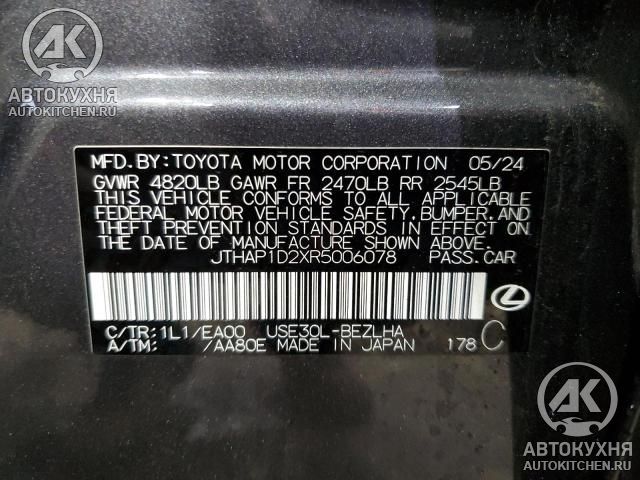 АК
АВТОКУХНЯ
AUTOKITCHEN.RU
MFD.BY:TOYOTA MOTOR CORPORATION 05/24
GVWR 4820LB GAWR FR 2470LB RR 2545LB
THIS VEHICLE CONFORMS TO ALL APPLICABLE
FEDERAL MOTOR VEHICLE SAFETY,BUMPER,AND
THEFT PREVENTION STANDARDS IN EFFECT ON
THE DATE OF MANUFACTURE SHOWN ABOVE.
JTHAP1D2XR5006078 PASS.CAR
C/TR:1L1/EA00 USE30L-BEZLHA
A/TM: /AA80E MADE IN JAPAN 178 C
АК
АВТОКУХНЯ
AUTOKITCHEN.RU